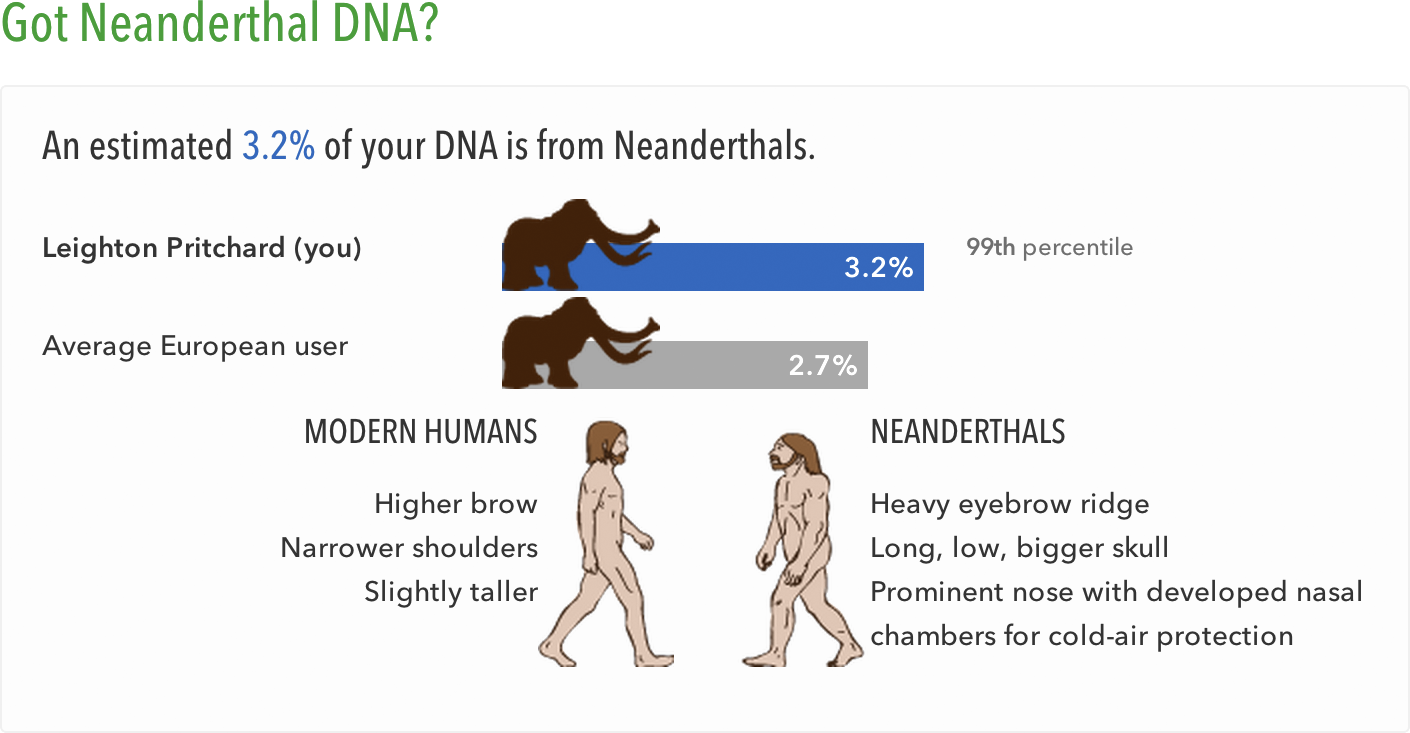 Got Neanderthal DNA?
An estimated 3.2% of your DNA is from Neanderthals.
Leighton Pritchard (you)
3.2%
99th percentile
Average European user
2.7%
MODERN HUMANS
Higher brow
Narrower shoulders
Slightly taller
NEANDERTHALS
Heavy eyebrow ridge
Long, low, bigger skull
Prominent nose with developed nasal
chambers for cold-air protection